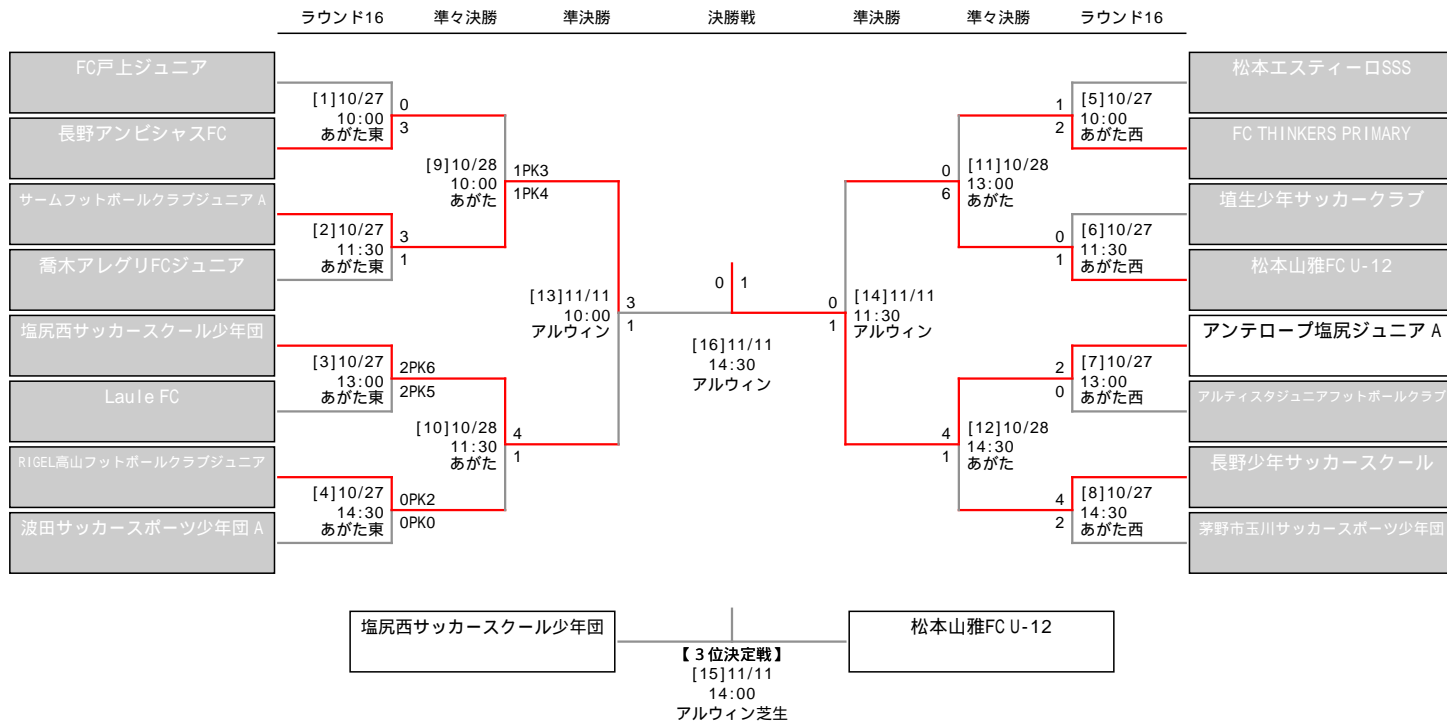 ラウンド16 準々決勝 準決勝 決勝戦 準決勝 準々決勝 ラウンド16
FC戸上ジュニア
長野アンビシャスFC
サームフットボールクラブジュニア A
喬木アレグリFCジュニア
塩尻西サッカースクール少年団
Laule FC
RIGEL高山フットボールクラブジュニア
波田サッカースポーツ少年団 A
[1]10/27
10:00
あがた東
0
3
[2]10/27
11:30
あがた東
3
1
[3]10/27
13:00
あがた東
2PK6
2PK5
[4]10/27
14:30
あがた東
0PK2
0PK0
[9]10/28
10:00
あがた
1PK3
1PK4
[10]10/28
11:30
あがた
4
1
[13]11/11
10:00
アルウィン
3
1
0 1
[16]11/11
14:30
アルウィン
0
1
[14]11/11
11:30
アルウィン
0
6
[11]10/28
13:00
あがた
4
1
[12]10/28
14:30
あがた
1
2
[5]10/27
10:00
あがた西
0
1
[6]10/27
11:30
あがた西
2
0
[7]10/27
13:00
あがた西
4
2
[8]10/27
14:30
あがた西
松本エスティーロSSS
FC THINKERS PRIMARY
埴生少年サッカークラブ
松本山雅FC U-12
アンテロープ塩尻ジュニア A
アルティスタジュニアフットボールクラブ
長野少年サッカースクール
茅野市玉川サッカースポーツ少年団
塩尻西サッカースクール少年団
松本山雅FC U-12
【３位決定戦】
[15]11/11
14:00
アルウィン芝生